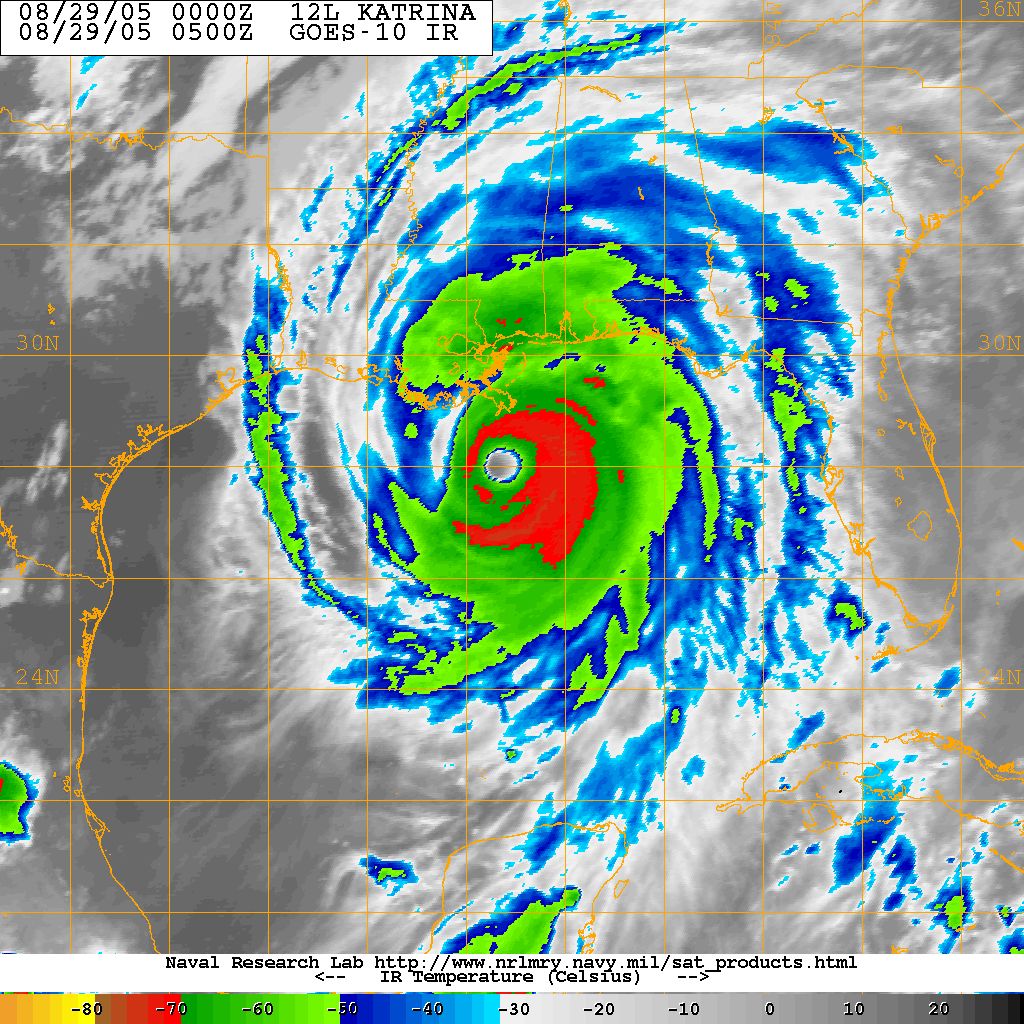 08/29/05 0000Z 12L KATRINA
08/29/05 0500Z GOES-10 IR
36N
30N 30N
24N 24N
Naval Research Lab http://www.nrlmry.navy.mil/sat_products.html
<-- IR Temperature (Celsius) -->
-80 -70 -60 -50 -40 -30 -20 -10 0 10 20